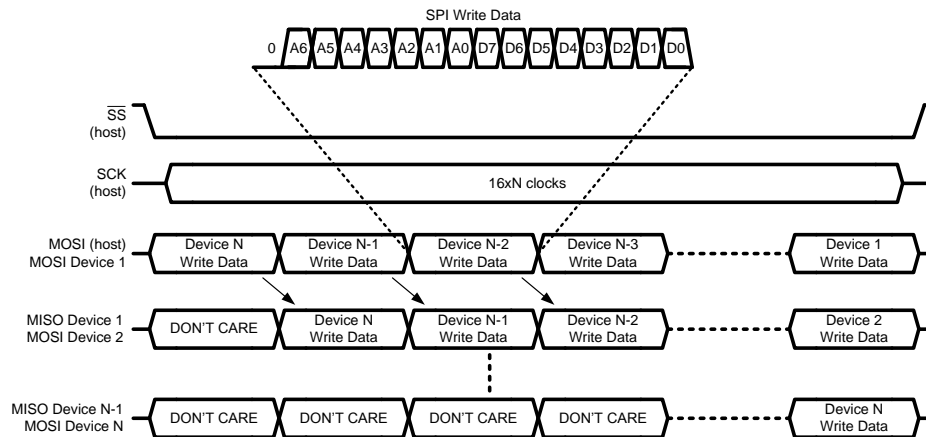 SPI Write Data
0 A6 A5 A4 A3 A2 A1 A0 D7 D6 D5 D4 D3 D2 D1 D0
SS
(host)
SCK
(host)
16xN clocks
MOSI (host)
MOSI Device 1
Device N
Write Data
Device N-1
Write Data
Device N-2
Write Data
Device N-3
Write Data
Device 1
Write Data
MISO Device 1
MOSI Device 2
DON'T CARE
Device N
Write Data
Device N-1
Write Data
Device N-2
Write Data
Device 2
Write Data
MISO Device N-1
MOSI Device N
DON'T CARE
DON'T CARE
DON'T CARE
DON'T CARE
Device N
Write Data